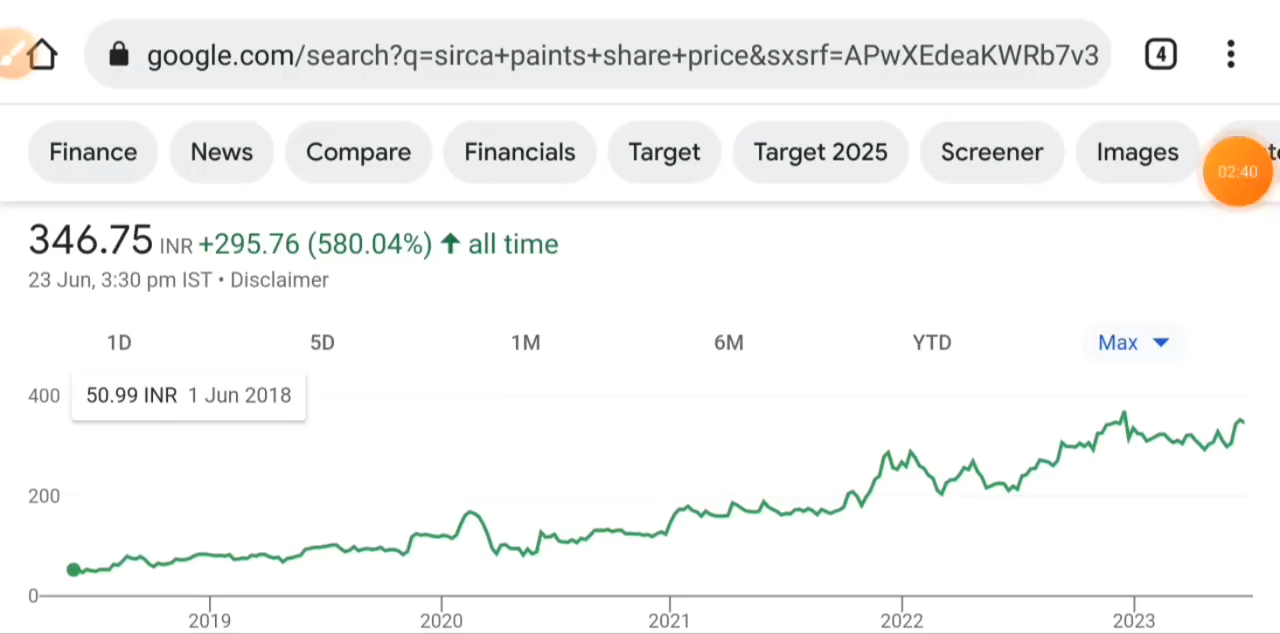 google.com/search?q=sirca+paints+share+price&sxsrf=APwXEdeaKWRb7v3
4
Finance News Compare Financials Target Target 2025 Screener Images
02:40
346.75 INR +295.76 (580.04%) ↑ all time
23 Jun, 3:30 pm IST • Disclaimer
1D 5D 1M 6M YTD Max
400
50.99 INR 1 Jun 2018
200
0
2019 2020 2021 2022 2023